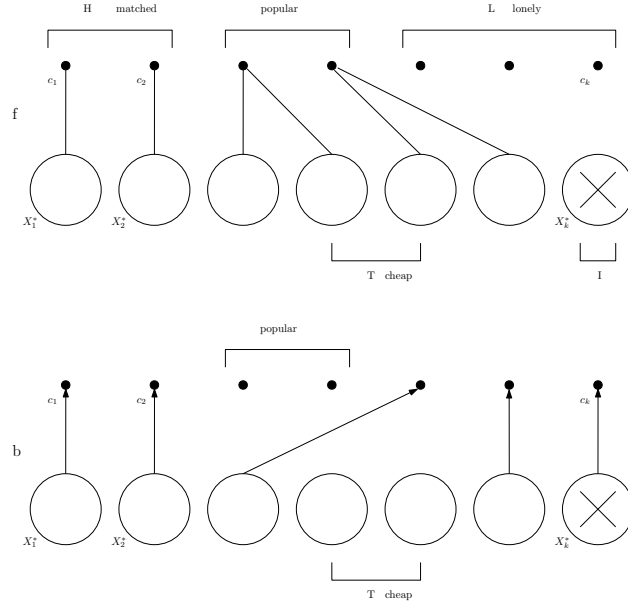 H matched popular L lonely
c₁ c₂ cₖ
f
X₁* X₂* Xₖ*
T cheap I
popular
c₁ c₂ cₖ
b
X₁* X₂* Xₖ*
T cheap